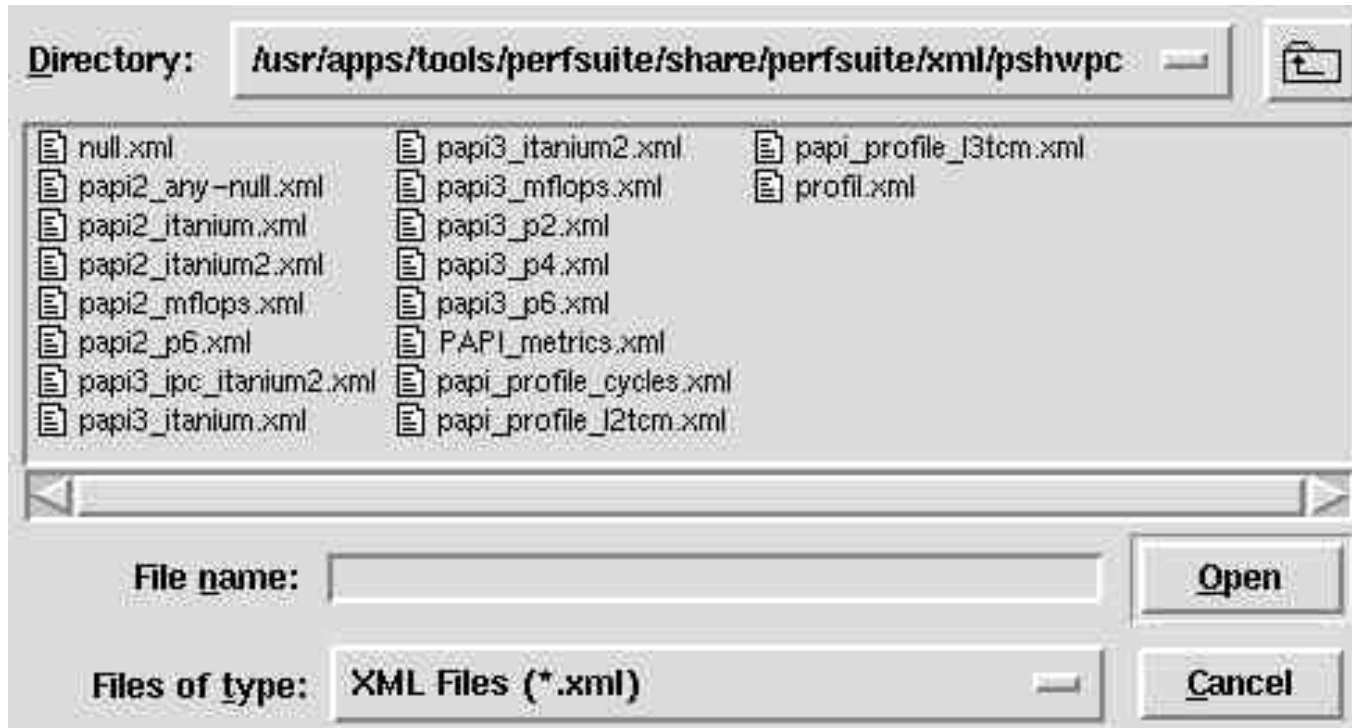 Directory: /usr/apps/tools/perfsuite/share/perfsuite/xml/pshwpc
null.xml
papi2_any-null.xml
papi2_itanium.xml
papi2_itanium2.xml
papi2_mflops.xml
papi2_p6.xml
papi3_ipc_itanium2.xml
papi3_itanium.xml
papi3_itanium2.xml
papi3_mflops.xml
papi3_p2.xml
papi3_p4.xml
papi3_p6.xml
PAPI_metrics.xml
papi_profile_cycles.xml
papi_profile_l2tcm.xml
papi_profile_l3tcm.xml
profil.xml
File name:
Open
Files of type: XML Files (*.xml)
Cancel